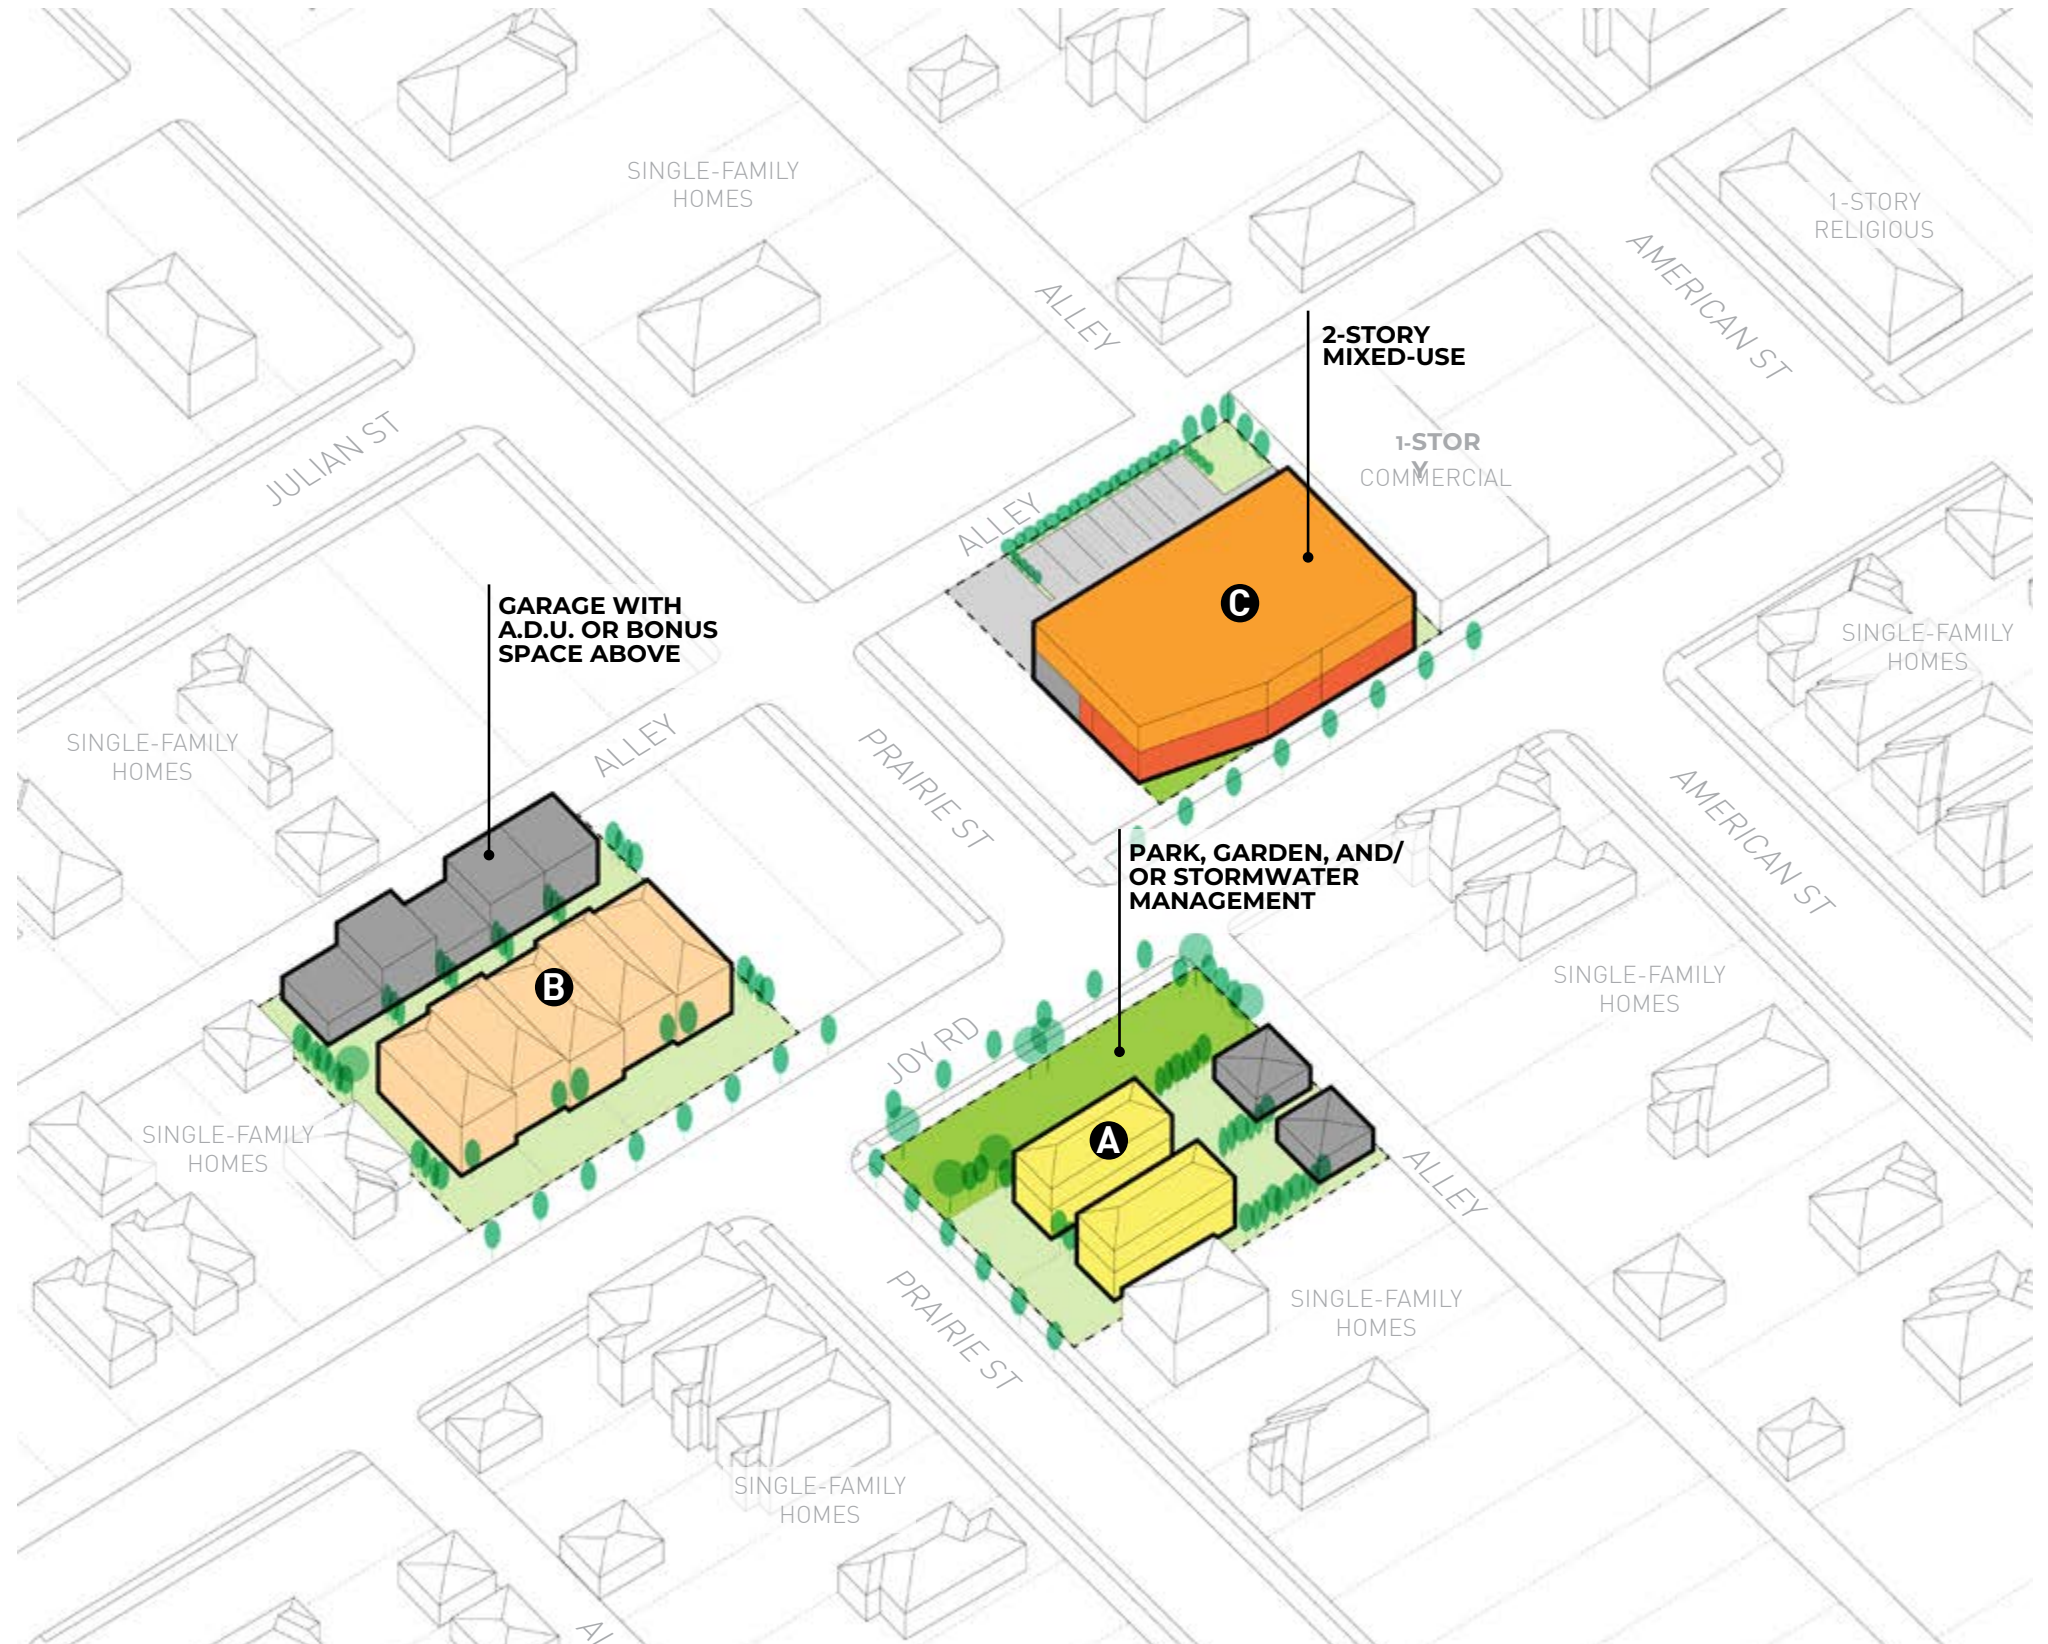 SINGLE-FAMILY
HOMES
1-STORY
RELIGIOUS
AMERICAN ST
ALLEY
2-STORY
MIXED-USE
1-STOR
Y
COMMERCIAL
JULIAN ST
ALLEY
C
GARAGE WITH
A.D.U. OR BONUS
SPACE ABOVE
SINGLE-FAMILY
HOMES
SINGLE-FAMILY
HOMES
ALLEY
PRAIRIE ST
AMERICAN ST
PARK, GARDEN, AND/
OR STORMWATER
MANAGEMENT
B
SINGLE-FAMILY
HOMES
JOY RD
A
SINGLE-FAMILY
HOMES
ALLEY
PRAIRIE ST
SINGLE-FAMILY
HOMES
SINGLE-FAMILY
HOMES